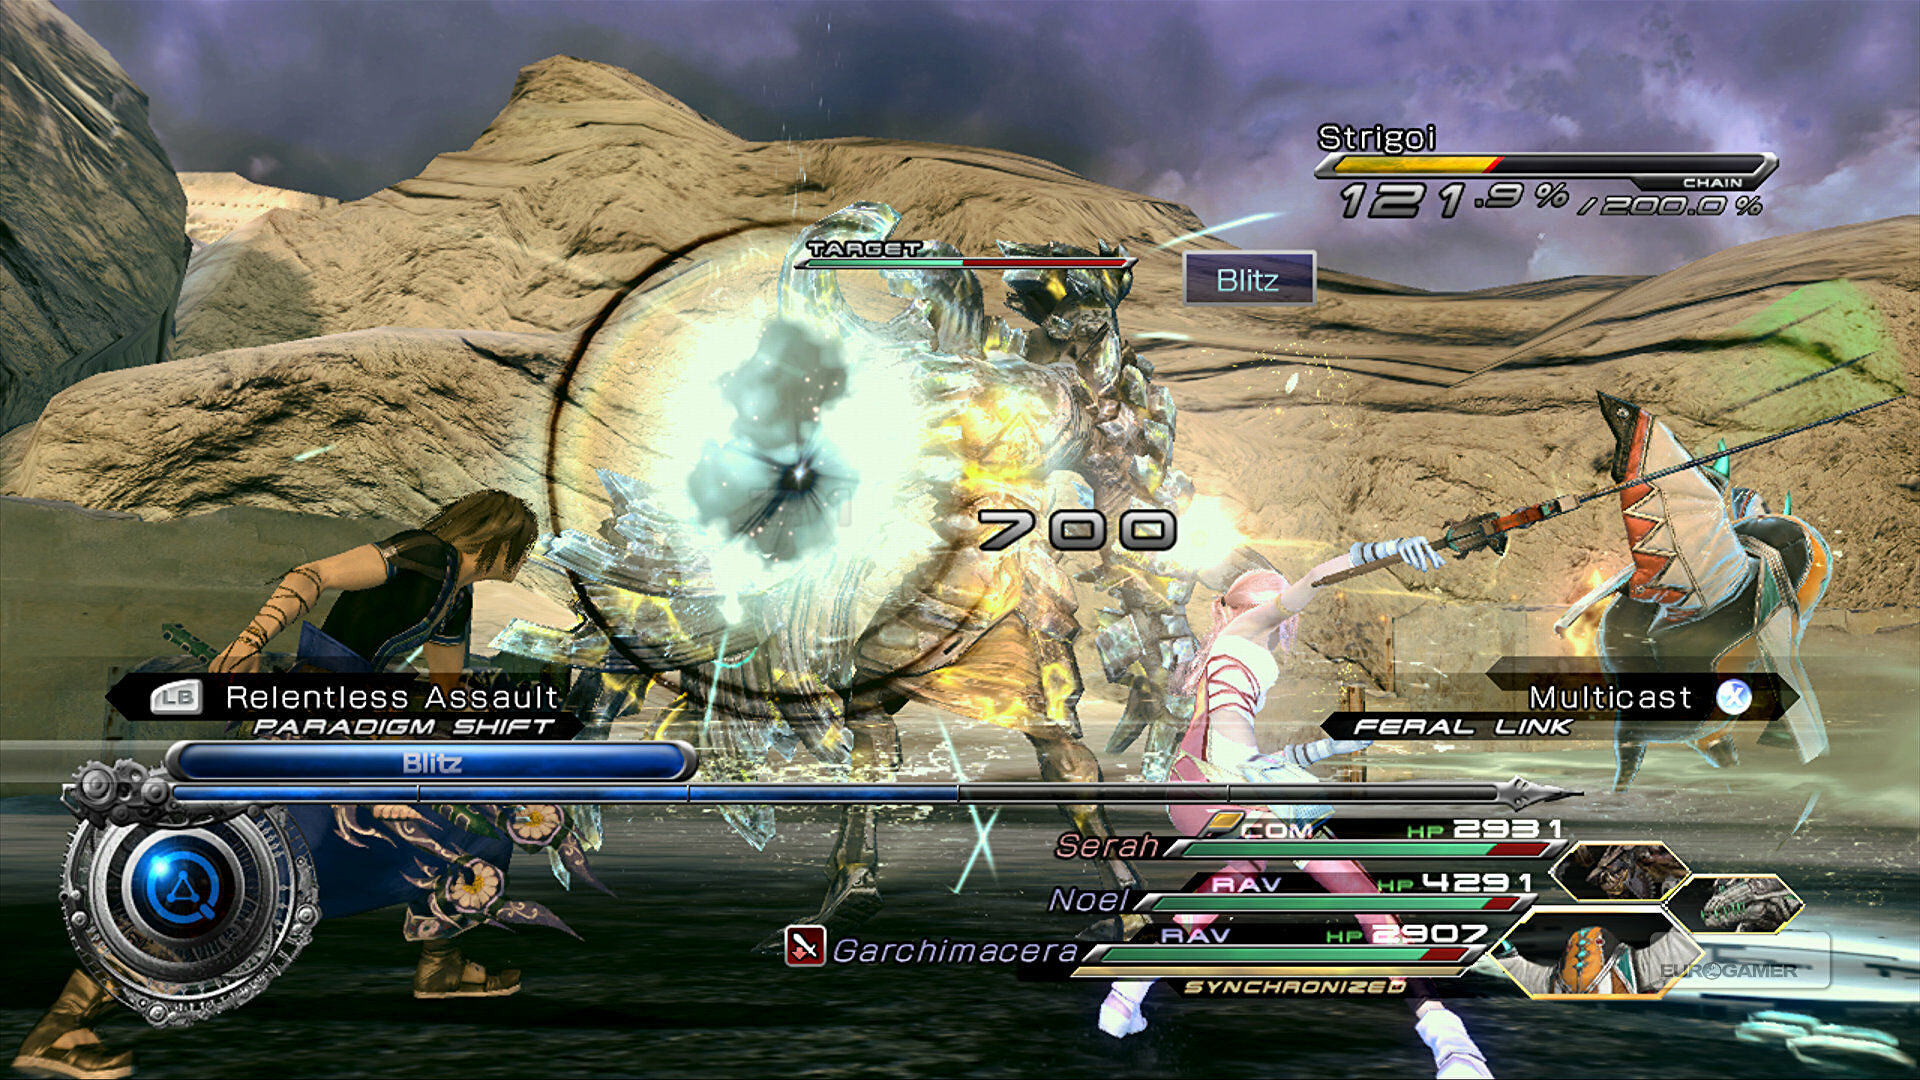 Strigoi
CHAIN
121.9 % / 200.0 %
TARGET
Blitz
700
LB Relentless Assault
PARADIGM SHIFT
Multicast X
FERAL LINK
Blitz
Serah COM HP 2931
Noel RAV HP 4291
Garchimacera RAV HP 2907
SYNCHRONIZED
EUROGAMER